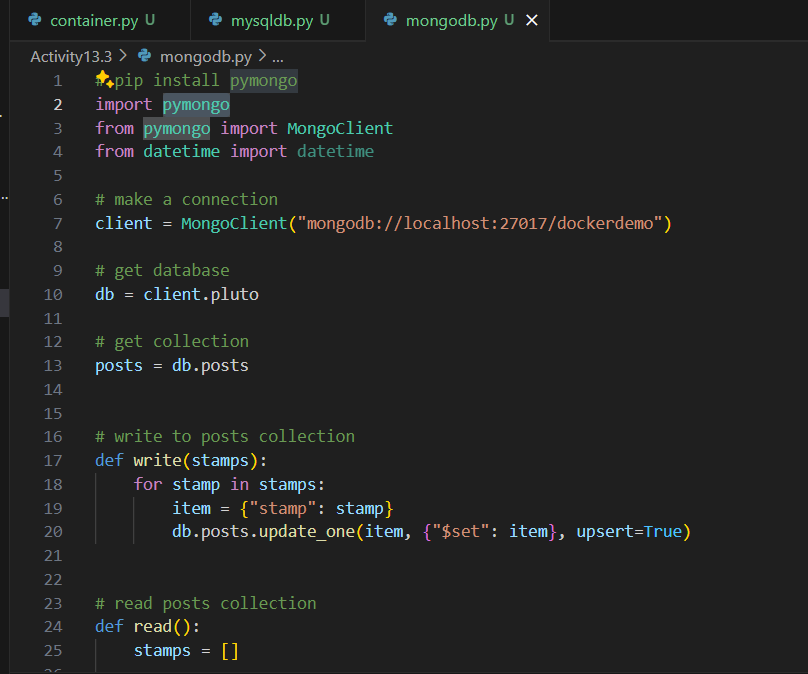 container.py U
mysqldb.py U
mongodb.py U
Activity13.3 > mongodb.py > ...
1 # pip install pymongo
2 import pymongo
3 from pymongo import MongoClient
4 from datetime import datetime
5
6 # make a connection
7 client = MongoClient("mongodb://localhost:27017/dockerdemo")
8
9 # get database
10 db = client.pluto
11
12 # get collection
13 posts = db.posts
14
15
16 # write to posts collection
17 def write(stamps):
18     for stamp in stamps:
19         item = {"stamp": stamp}
20         db.posts.update_one(item, {"$set": item}, upsert=True)
21
22
23 # read posts collection
24 def read():
25     stamps = []